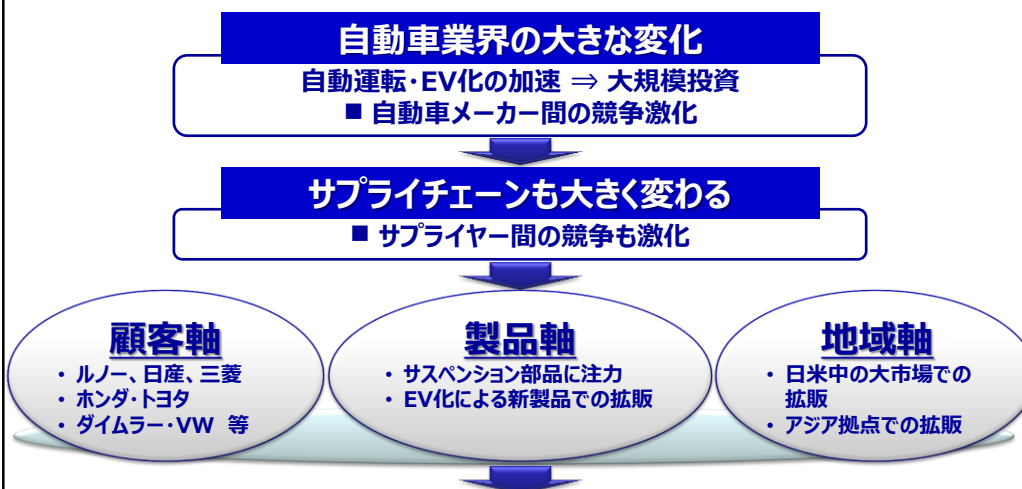 自動車業界の大きな変化
自動運転・EV化の加速 ⇒ 大規模投資
■ 自動車メーカー間の競争激化
サプライチェーンも大きく変わる
■ サプライヤー間の競争も激化
顧客軸
・ ルノー、日産、三菱
・ ホンダ・トヨタ
・ ダイムラー・VW 等
製品軸
・ サスペンション部品に注力
・ EV化による新製品での拡販
地域軸
・ 日米中の大市場での
拡販
・ アジア拠点での拡販